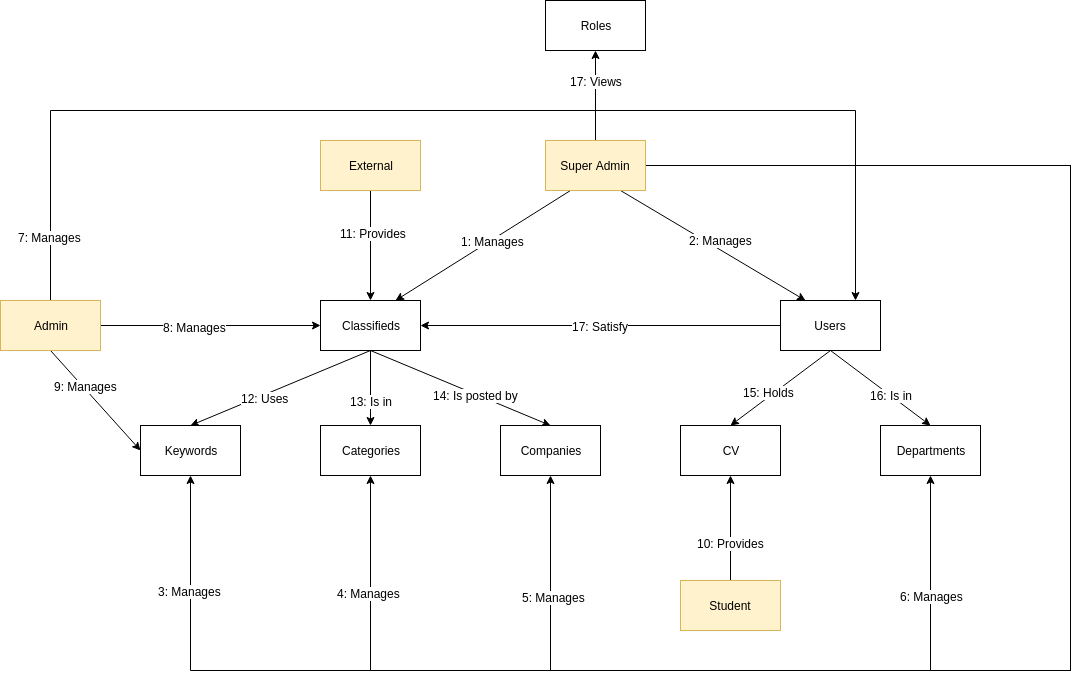 Roles
17: Views
External
Super Admin
7: Manages
11: Provides
1: Manages
2: Manages
Admin
8: Manages
Classifieds
17: Satisfy
Users
9: Manages
12: Uses
13: Is in
14: Is posted by
15: Holds
16: Is in
Keywords
Categories
Companies
CV
Departments
10: Provides
3: Manages
4: Manages
5: Manages
6: Manages
Student